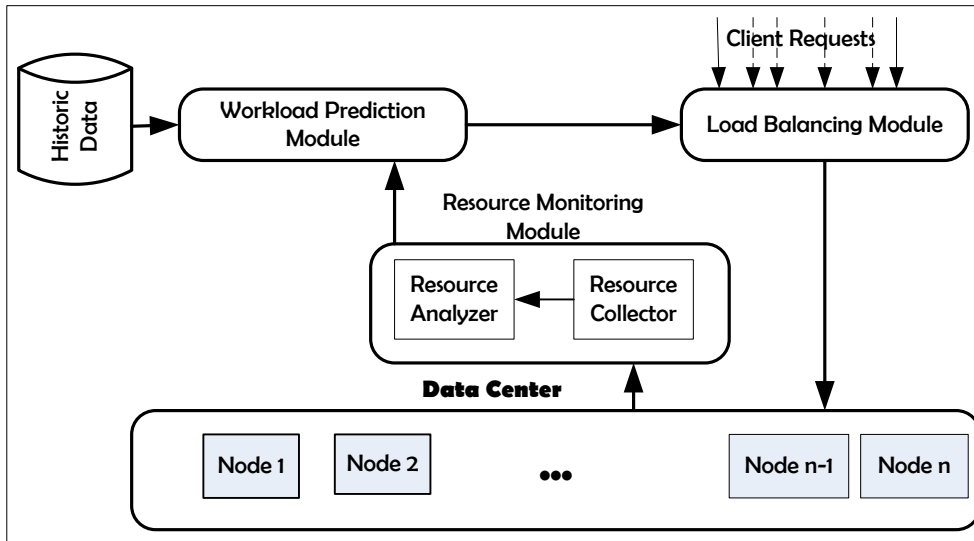 Client Requests
Historic
Data
Workload Prediction
Module
Load Balancing Module
Resource Monitoring
Module
Resource
Analyzer
Resource
Collector
Data Center
Node 1
Node 2
...
Node n-1
Node n